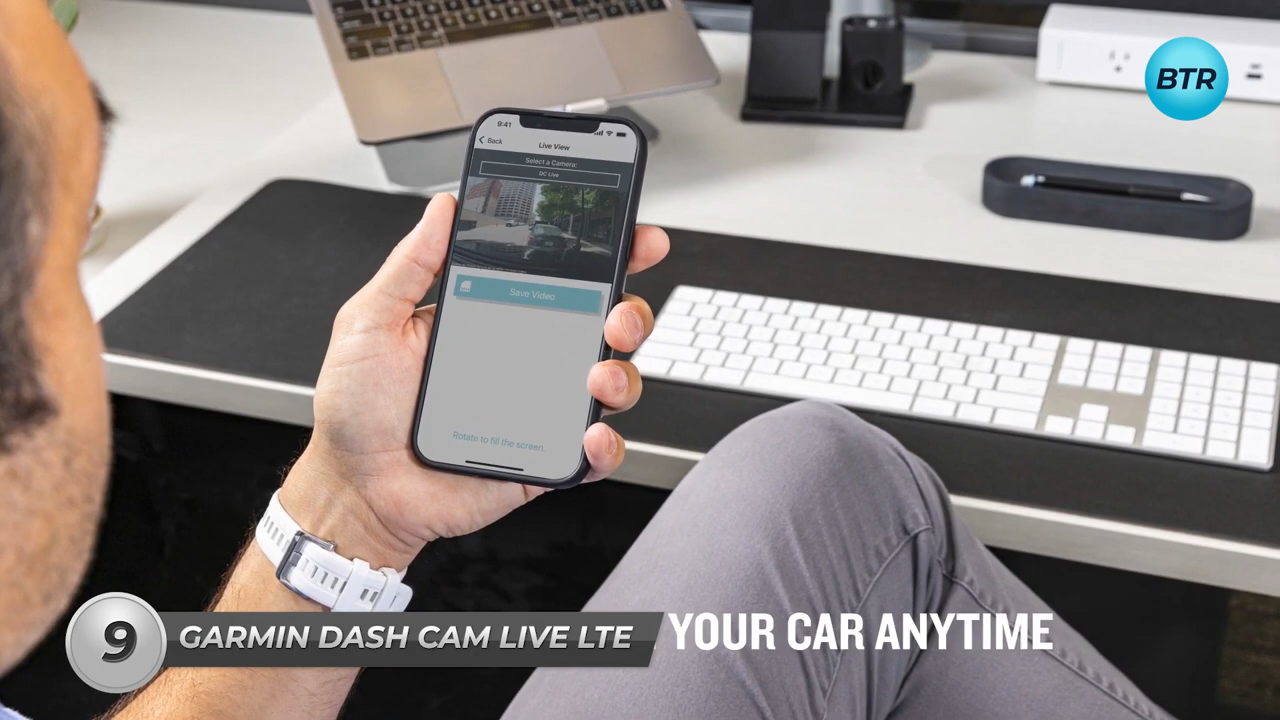 BTR
9:41
Back
Live View
Select a Camera:
DC Live
Save Video
Rotate to fill the screen.
9
GARMIN DASH CAM LIVE LTE
YOUR CAR ANYTIME